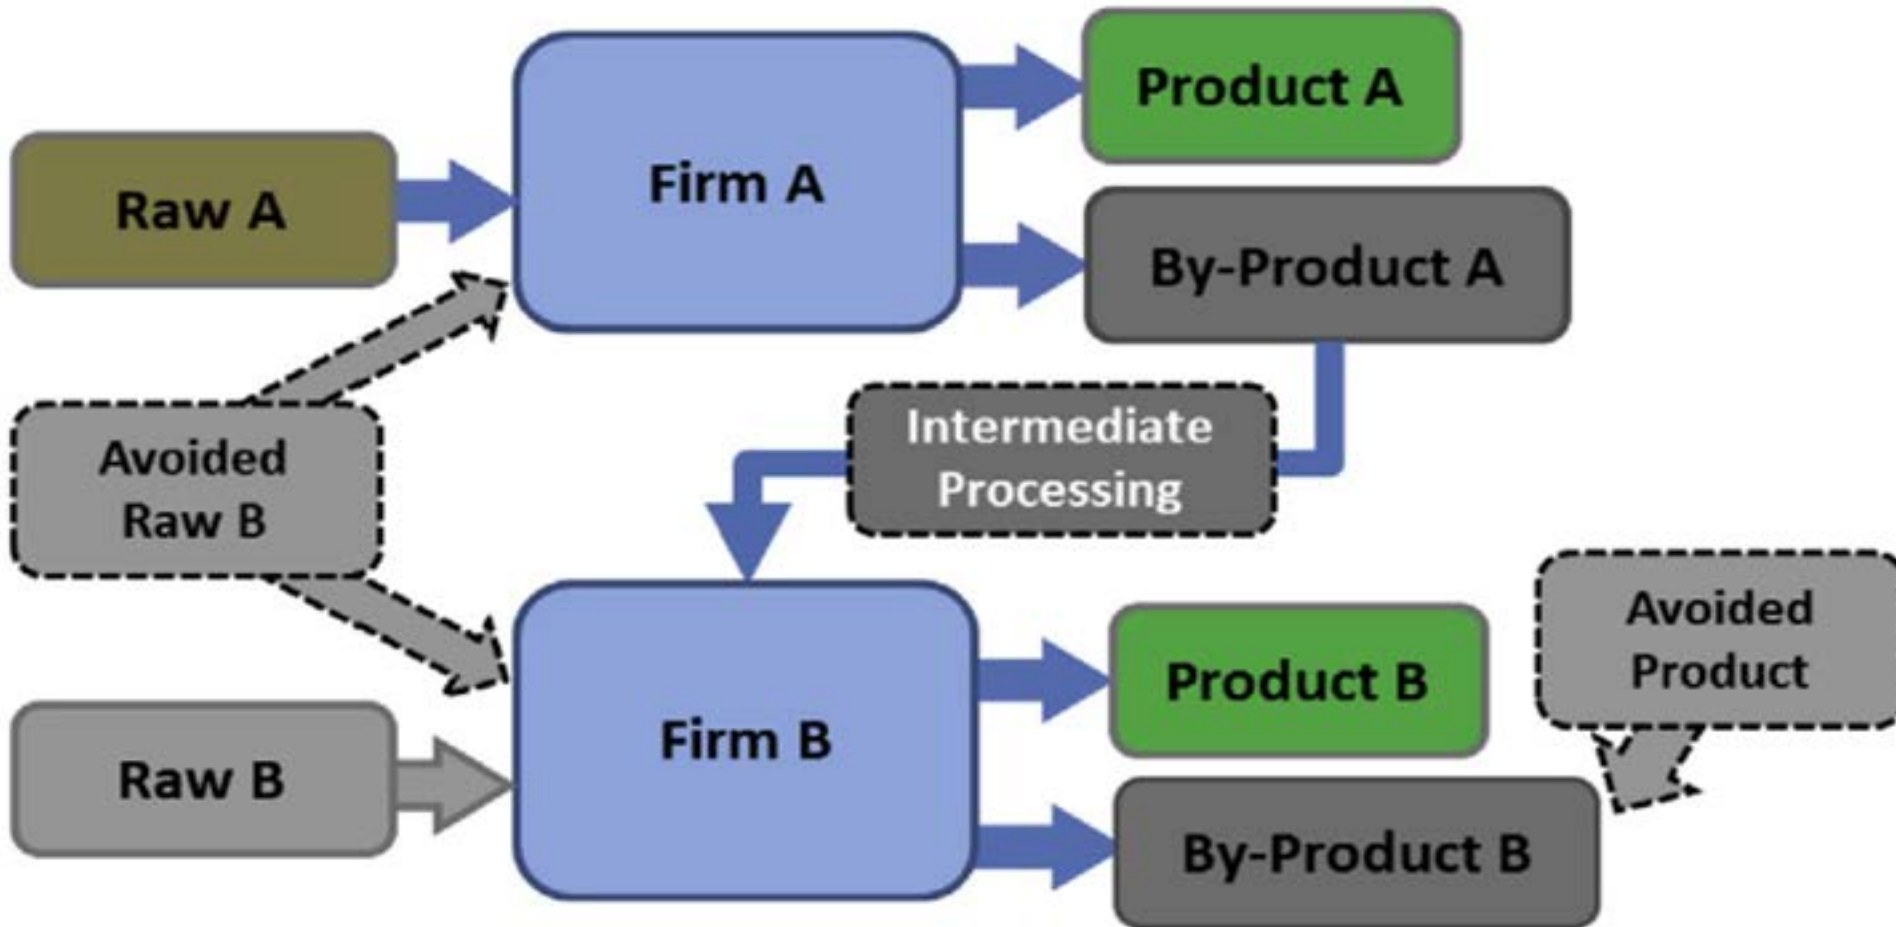 Product A
Firm A
Raw A
By-Product A
Intermediate
Processing
Avoided
Raw B
Avoided
Product
Product B
Firm B
Raw B
By-Product B